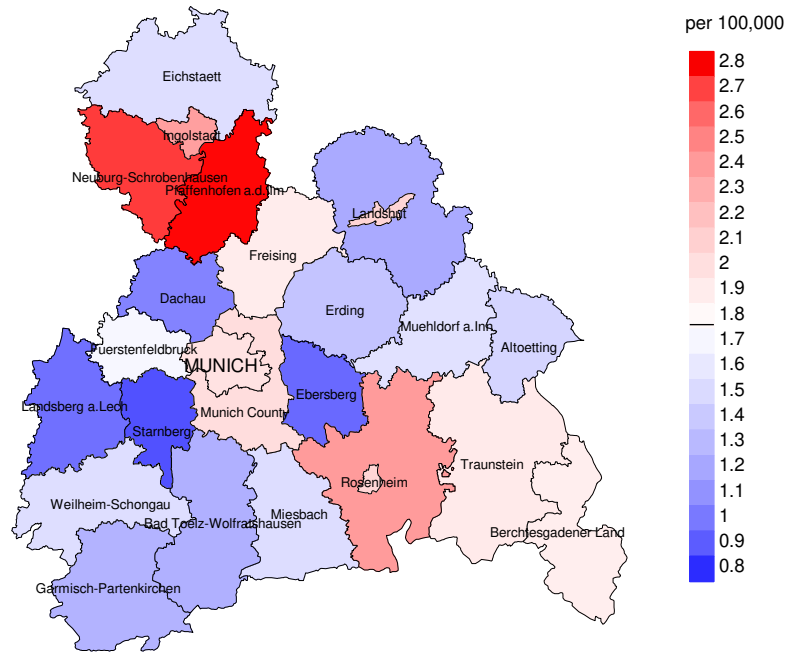 per 100,000
2.8
2.7
2.6
2.5
2.4
2.3
2.2
2.1
2
1.9
1.8
1.7
1.6
1.5
1.4
1.3
1.2
1.1
1
0.9
0.8
Eichstaett
Ingolstadt
Neuburg-Schrobenhausen
Pfaffenhofen a.d.Ilm
Landshut
Freising
Dachau
Erding
Muehldorf a.Inn
Altoetting
Fuerstenfeldbruck
MUNICH
Ebersberg
Landsberg a.Lech
Munich County
Starnberg
Traunstein
Rosenheim
Weilheim-Schongau
Miesbach
Bad Toelz-Wolfratshausen
Berchtesgadener Land
Garmisch-Partenkirchen